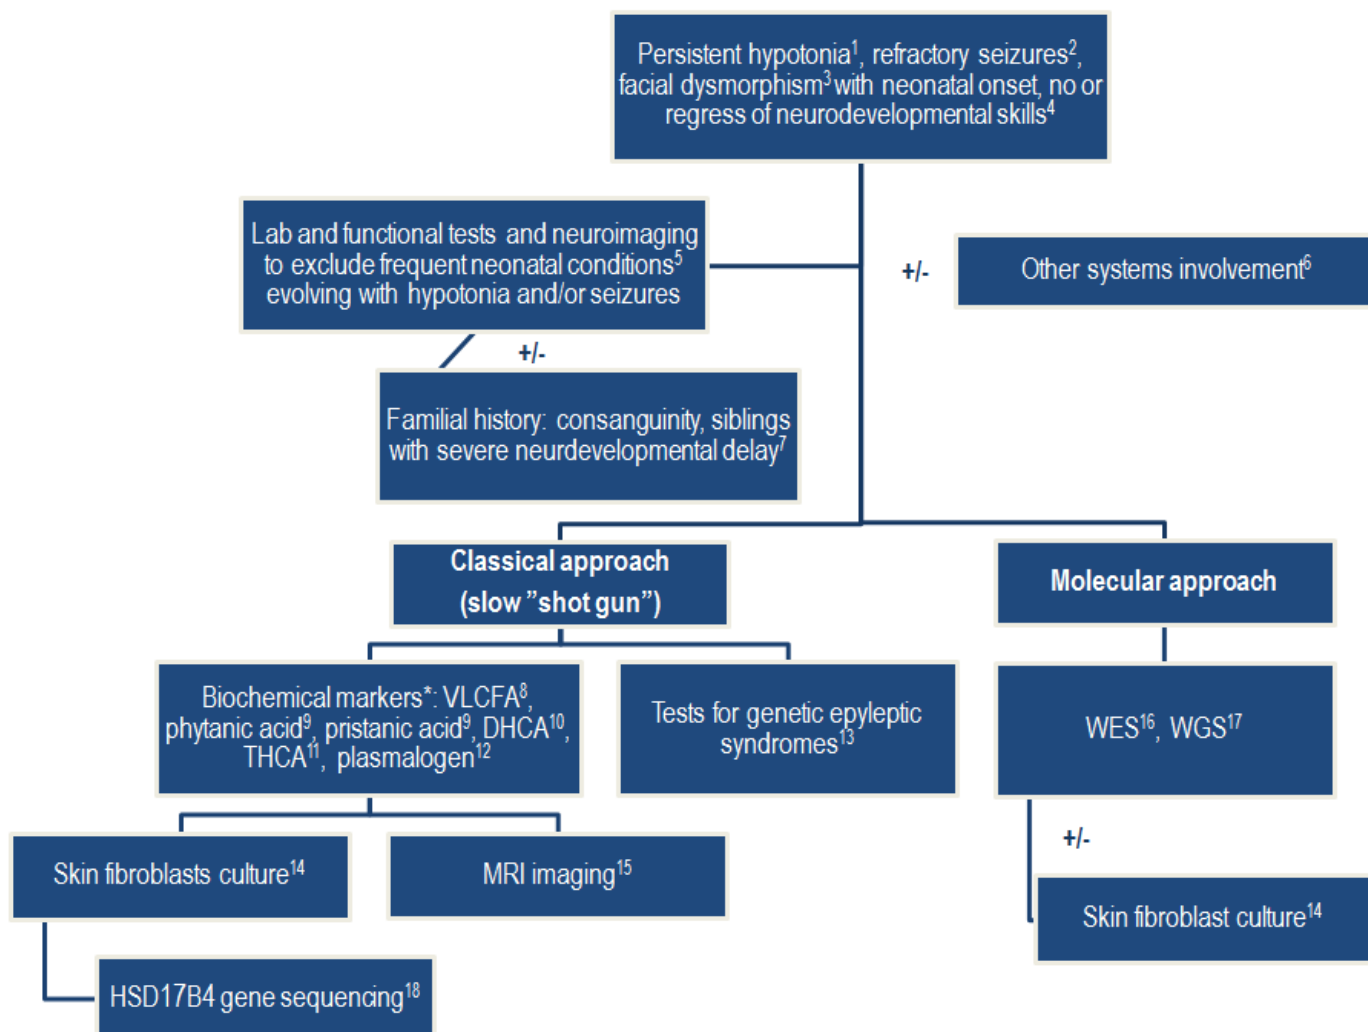 Persistent hypotonia¹, refractory seizures²,
facial dysmorphism³ with neonatal onset, no or
regress of neurodevelopmental skills⁴
Lab and functional tests and neuroimaging
to exclude frequent neonatal conditions⁵
evolving with hypotonia and/or seizures
+/-
Other systems involvement⁶
+/-
Familial history: consanguinity, siblings
with severe neurdevelopmental delay⁷
Classical approach
(slow ”shot gun”)
Molecular approach
Biochemical markers*: VLCFA⁸,
phytanic acid⁹, pristanic acid⁹, DHCA¹⁰,
THCA¹¹, plasmalogen¹²
Tests for genetic epyleptic
syndromes¹³
WES¹⁶, WGS¹⁷
Skin fibroblasts culture¹⁴
MRI imaging¹⁵
+/-
Skin fibroblast culture¹⁴
HSD17B4 gene sequencing¹⁸